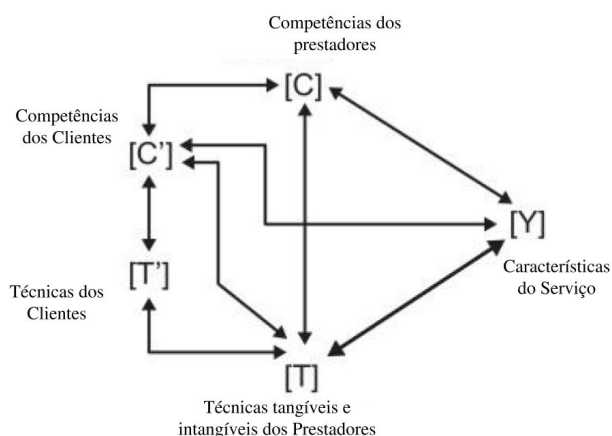 Competências dos
prestadores
[C]
Competências
dos Clientes
[C']
[Y]
Características
do Serviço
[T']
Técnicas dos
Clientes
[T]
Técnicas tangíveis e
intangíveis dos Prestadores